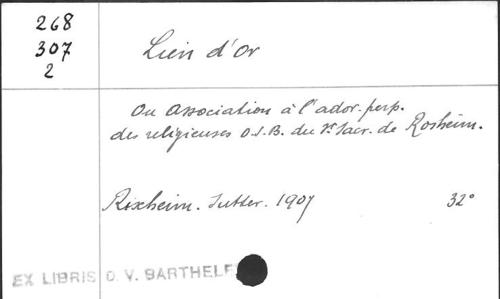 268
307
2
Lien d'Or
Ou Association à l'ador. perp.
des religieuses O.S.B. du St Sacr. de Rosheim.
Rixheim. Sutter. 1907 32°
EX LIBRIS O. V. BARTHELE